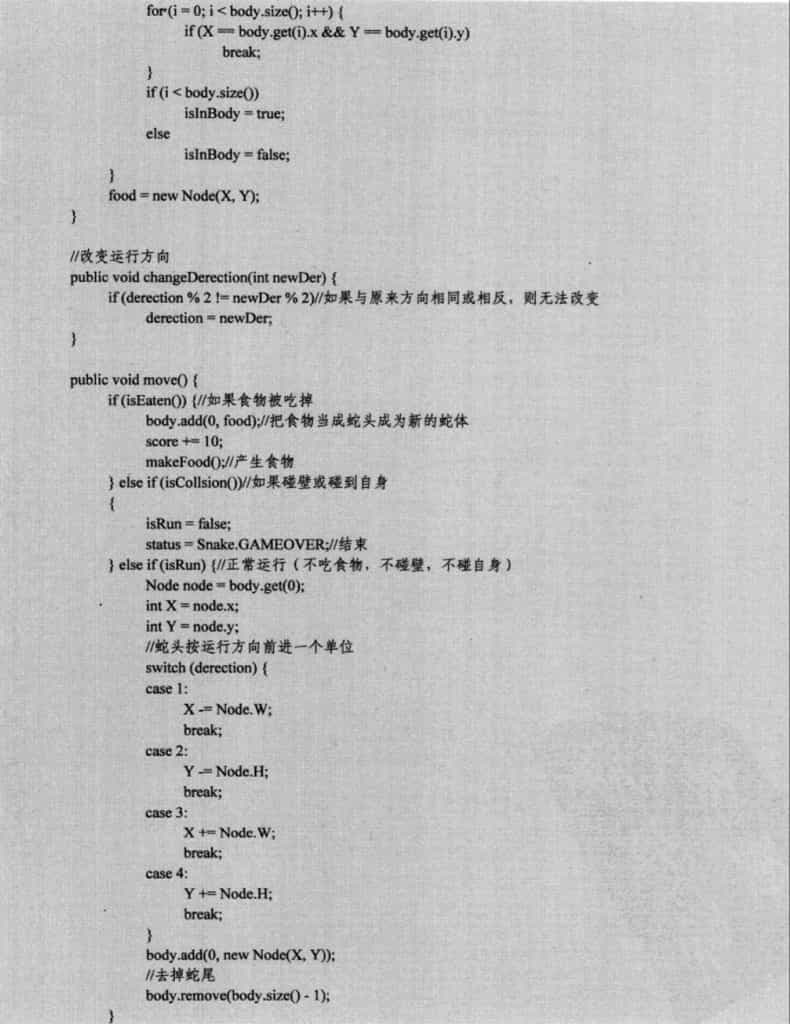 for(i = 0; i < body.size(); i++) {
if (X == body.get(i).x && Y == body.get(i).y)
break;
}
if (i < body.size())
isInBody = true;
else
isInBody = false;
}
food = new Node(X, Y);
}
//改变运行方向
public void changeDerection(int newDer) {
if (derection % 2 != newDer % 2)//如果与原来方向相同或相反，则无法改变
derection = newDer;
}
public void move() {
if (isEaten()) {//如果食物被吃掉
body.add(0, food);//把食物当成蛇头成为新的蛇体
score += 10;
makeFood();//产生食物
} else if (isCollsion())//如果碰壁或碰到自身
{
isRun = false;
status = Snake.GAMEOVER;//结束
} else if (isRun) {//正常运行（不吃食物，不碰壁，不碰自身）
Node node = body.get(0);
int X = node.x;
int Y = node.y;
//蛇头按运行方向前进一个单位
switch (derection) {
case 1:
X -= Node.W;
break;
case 2:
Y -= Node.H;
break;
case 3:
X += Node.W;
break;
case 4:
Y += Node.H;
break;
}
body.add(0, new Node(X, Y));
//去掉蛇尾
body.remove(body.size() - 1);
}